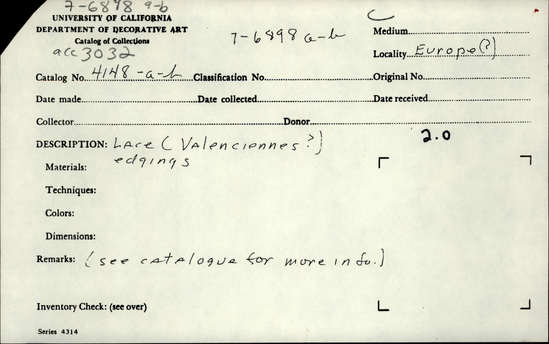 7-6898 a-b
UNIVERSITY OF CALIFORNIA
DEPARTMENT OF DECORATIVE ART
Catalog of Collections
acc 3032
7-6898 a-b
C
Medium
Locality Europe (?)
Catalog No. 4148-a-b Classification No. Original No.
Date made Date collected Date received
Collector Donor
DESCRIPTION: Lace (Valenciennes?)
edgings
2.0
Materials:
Techniques:
Colors:
Dimensions:
Remarks: (see catalogue for more info.)
Inventory Check: (see over)
Series 4314